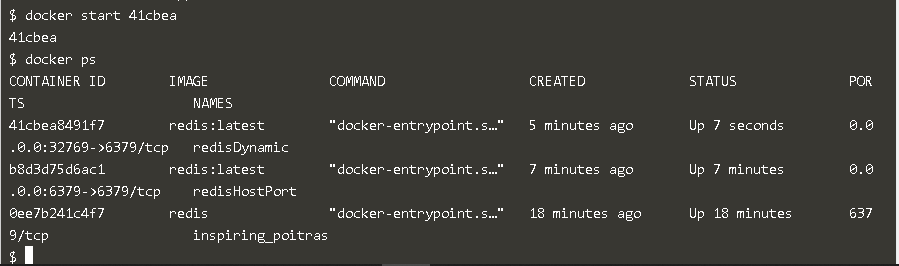 $ docker start 41cbea
41cbea
$ docker ps
CONTAINER ID        IMAGE               COMMAND                  CREATED             STATUS              POR
TS                     NAMES
41cbea8491f7        redis:latest        "docker-entrypoint.s…"   5 minutes ago       Up 7 seconds        0.0
.0.0:32769->6379/tcp   redisDynamic
b8d3d75d6ac1        redis:latest        "docker-entrypoint.s…"   7 minutes ago       Up 7 minutes        0.0
.0.0:6379->6379/tcp    redisHostPort
0ee7b241c4f7        redis               "docker-entrypoint.s…"   18 minutes ago      Up 18 minutes       637
9/tcp                  inspiring_poitras
$